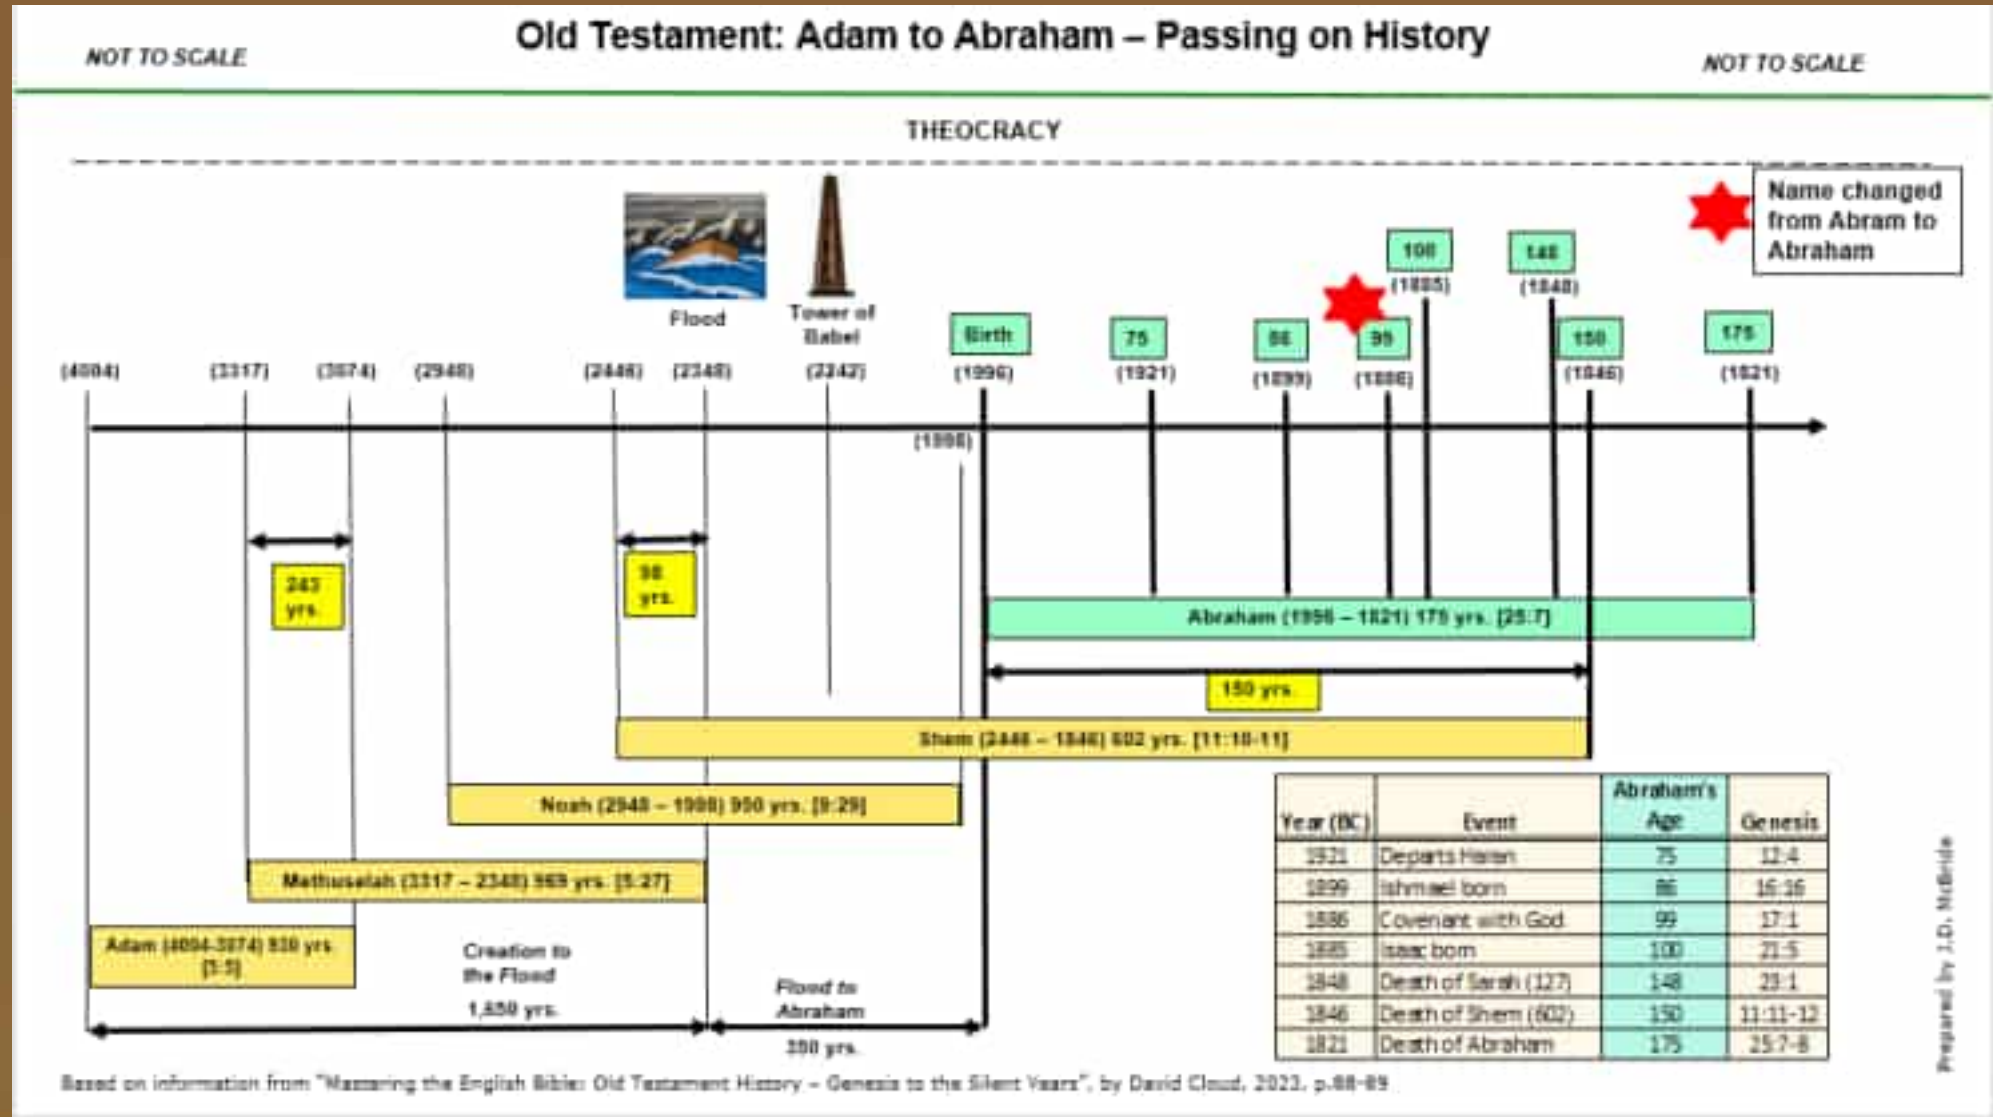 Old Testament: Adam to Abraham – Passing on History
NOT TO SCALE
NOT TO SCALE
THEOCRACY
Name changed
from Abram to
Abraham
Flood
Tower of
Babel
100
(1885)
148
(1848)
Birth
75
86
99
150
175
(4004)
(3317)
(3074)
(2948)
(2446)
(2348)
(2242)
(1996)
(1921)
(1899)
(1886)
(1846)
(1821)
(1998)
243
yrs.
98
yrs.
Abraham (1996 – 1821) 175 yrs. [25:7]
150 yrs.
Shem (2446 – 1846) 602 yrs. [11:10-11]
Noah (2948 – 1998) 950 yrs. [9:29]
Methuselah (3317 – 2348) 969 yrs. [5:27]
Adam (4004-3074) 930 yrs.
[5:5]
Creation to
the Flood
yrs.
Flood to
Abraham
yrs.
Year (BC) Event Abraham's Age Genesis
1921 Departs Haran 75 12:4
1899 Ishmael born 86 16:16
1886 Covenant with God 99 17:1
1885 Isaac born 100 21:5
1848 Death of Sarah (127) 148 23:1
1846 Death of Shem (602) 150 11:11-12
1821 Death of Abraham 175 25:7-8
Prepared by J.D. McBride
Based on information from "Mastering the English Bible: Old Testament History – Genesis to the Silent Years", by David Cloud, 2023, p.88-89